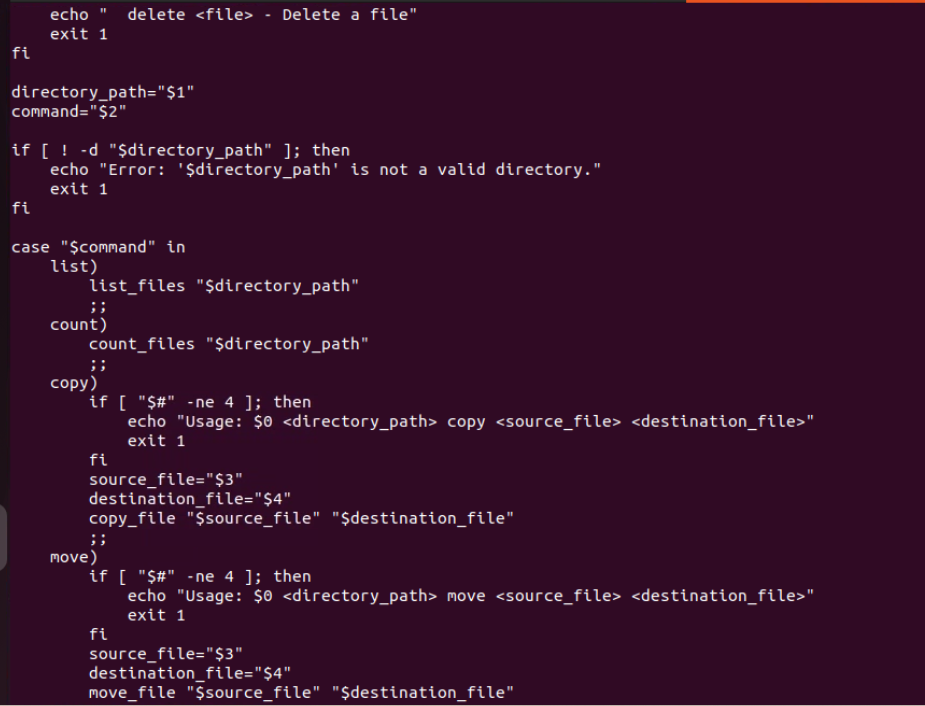 echo "  delete <file> - Delete a file"
    exit 1
fi

directory_path="$1"
command="$2"

if [ ! -d "$directory_path" ]; then
    echo "Error: '$directory_path' is not a valid directory."
    exit 1
fi

case "$command" in
    list)
        list_files "$directory_path"
        ;;
    count)
        count_files "$directory_path"
        ;;
    copy)
        if [ "$#" -ne 4 ]; then
            echo "Usage: $0 <directory_path> copy <source_file> <destination_file>"
            exit 1
        fi
        source_file="$3"
        destination_file="$4"
        copy_file "$source_file" "$destination_file"
        ;;
    move)
        if [ "$#" -ne 4 ]; then
            echo "Usage: $0 <directory_path> move <source_file> <destination_file>"
            exit 1
        fi
        source_file="$3"
        destination_file="$4"
        move_file "$source_file" "$destination_file"